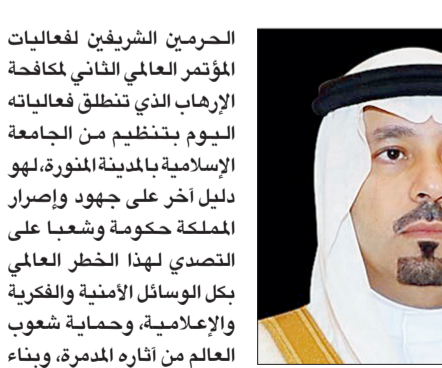 الحرمين الشريفين لفعاليات
المؤتمر العالمي الثاني لمكافحة
الإرهاب الذي تنطلق فعالياته
اليوم بتنظيم من الجامعة
الإسلامية بالمدينة المنورة، لهو
دليل آخر على جهود وإصرار
المملكة حكومة وشعبا على
التصدي لهذا الخطر العالمي
بكل الوسائل الأمنية والفكرية
والإعلامية، وحماية شعوب
العالم من آثاره المدمرة، وبناء